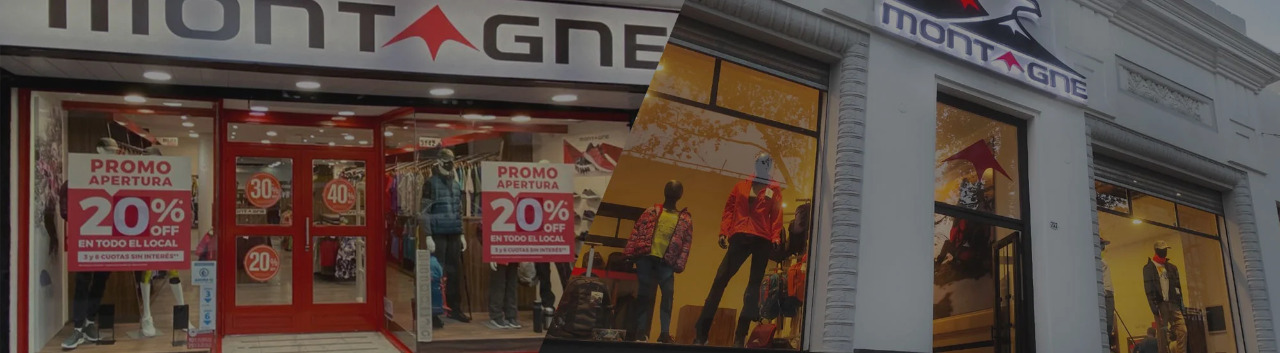 MONTAGNE
PROMO
APERTURA
20% OFF
EN TODO EL LOCAL
3 y 6 CUOTAS SIN INTERÉS**
30%
40%
20%
PROMO
APERTURA
20% OFF
EN TODO EL LOCAL
3 y 6 CUOTAS SIN INTERÉS**
MONTAGNE